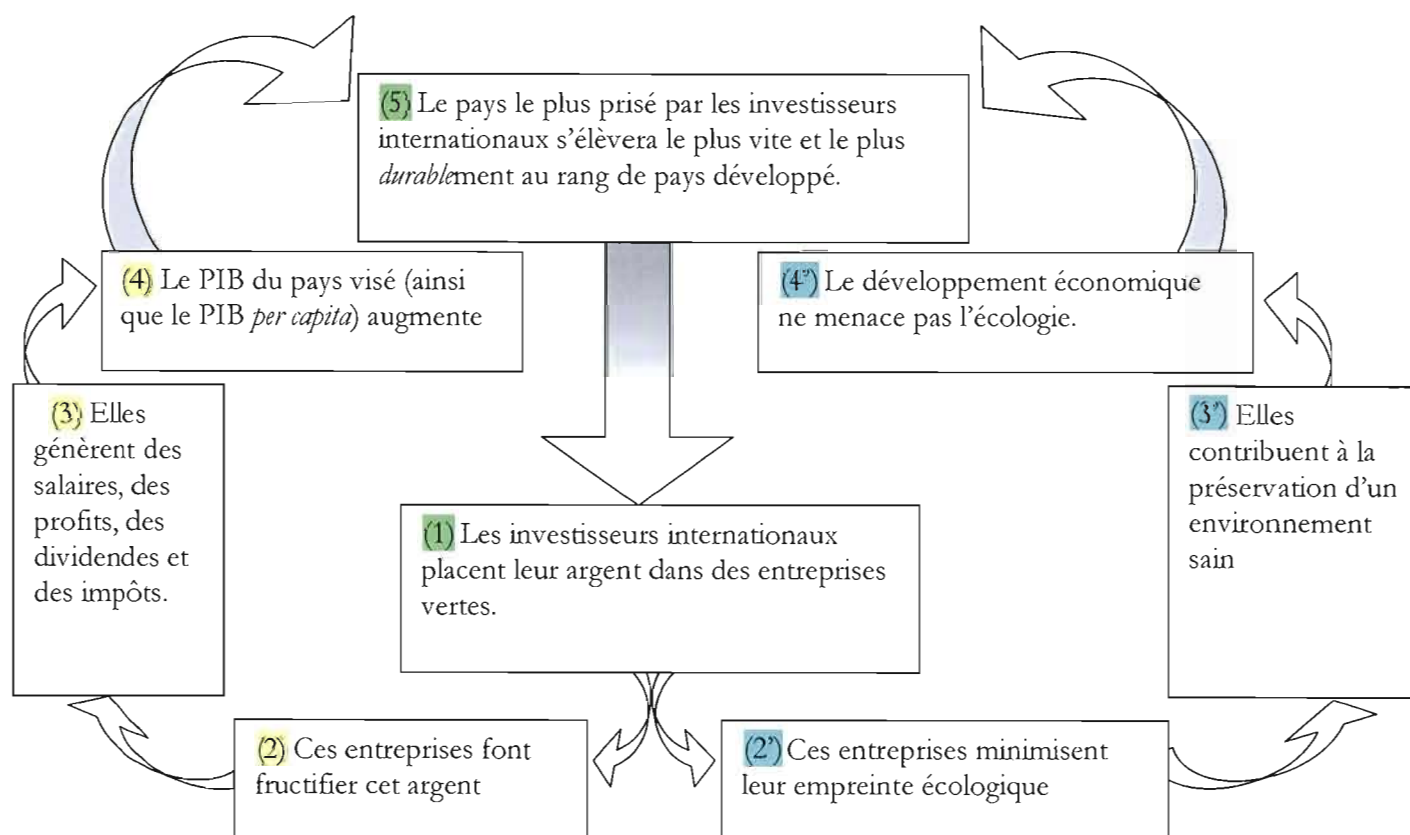 (5) Le pays le plus prisé par les investisseurs
internationaux s'élèvera le plus vite et le plus
durablement au rang de pays développé.
(4) Le PIB du pays visé (ainsi
que le PIB per capita) augmente
(4') Le développement économique
ne menace pas l'écologie.
(3) Elles
génèrent des
salaires, des
profits, des
dividendes et
des impôts.
(3') Elles
contribuent à la
préservation d'un
environnement
sain
(1) Les investisseurs internationaux
placent leur argent dans des entreprises
vertes.
(2) Ces entreprises font
fructifier cet argent
(2') Ces entreprises minimisent
leur empreinte écologique